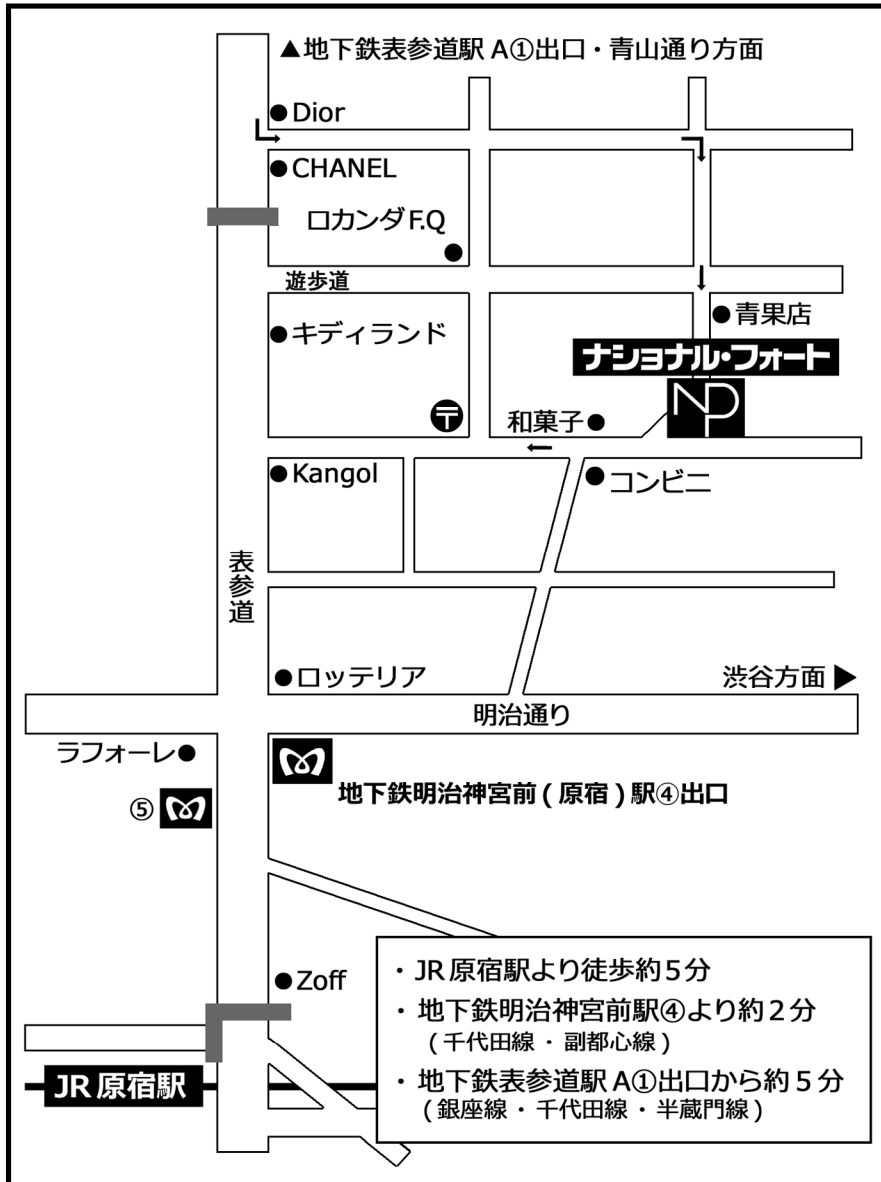 ▲地下鉄表参道駅 A①出口・青山通り方面
Dior
CHANEL
ロカンダ F.Q
遊歩道
青果店
キディランド
ナショナル・フォート
NP
〒
和菓子
Kangol
コンビニ
表参道
ロッテリア
渋谷方面▶
明治通り
ラフォーレ
地下鉄明治神宮前(原宿)駅④出口
⑤
Zoff
JR 原宿駅
・JR 原宿駅より徒歩約5分
・地下鉄明治神宮前駅④より約2分
(千代田線・副都心線)
・地下鉄表参道駅 A①出口から約5分
(銀座線・千代田線・半蔵門線)